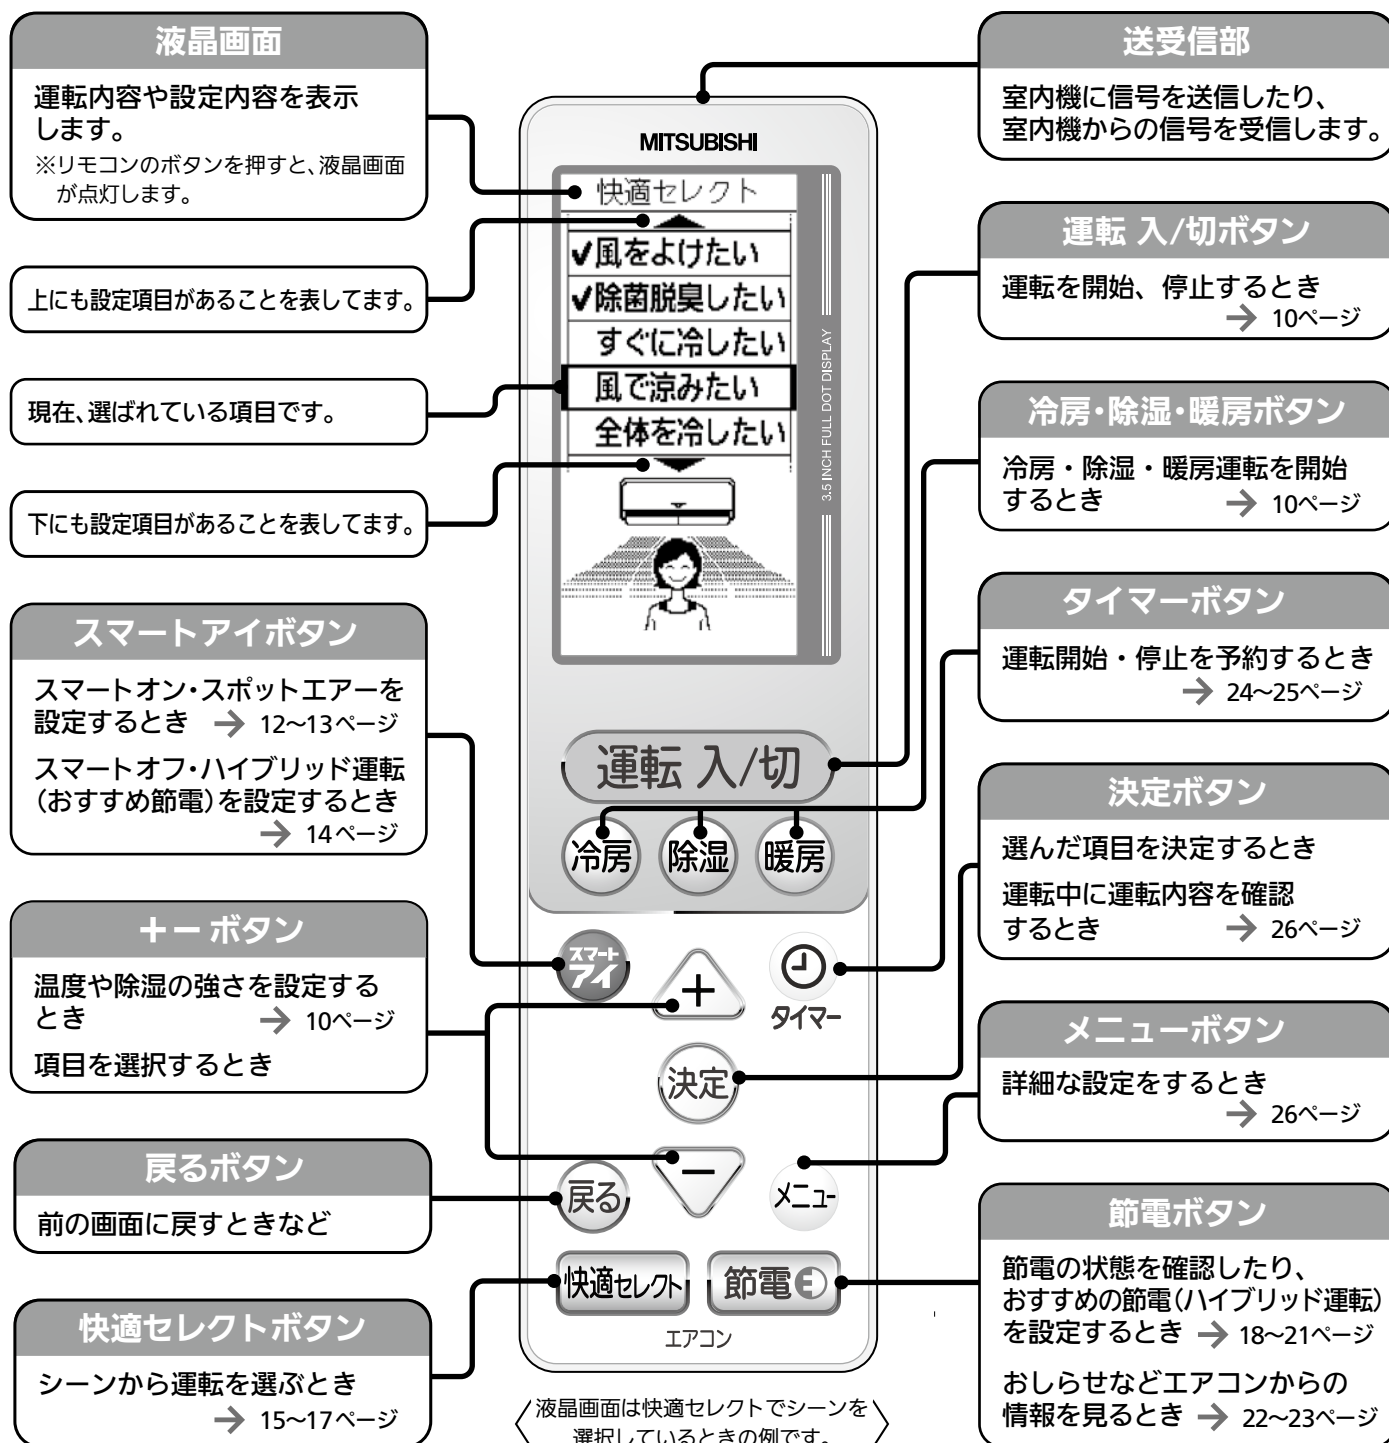 液晶画面
運転内容や設定内容を表示
します。
※リモコンのボタンを押すと、液晶画面
が点灯します。
上にも設定項目があることを表してます。
現在、選ばれている項目です。
下にも設定項目があることを表してます。
スマートアイボタン
スマートオン・スポットエアーを
設定するとき → 12~13ページ
スマートオフ・ハイブリッド運転
(おすすめ節電)を設定するとき
→ 14ページ
+－ボタン
温度や除湿の強さを設定する
とき → 10ページ
項目を選択するとき
戻るボタン
前の画面に戻すときなど
快適セレクトボタン
シーンから運転を選ぶとき
→ 15~17ページ
MITSUBISHI
快適セレクト
▲
✓風をよけたい
✓除菌脱臭したい
すぐに冷したい
風で涼みたい
全体を冷したい
▼
3.5 INCH FULL DOT DISPLAY
運転 入/切
冷房 除湿 暖房
スマート
アイ
+
タイマー
決定
－
戻る
メニュー
快適セレクト 節電
エアコン
液晶画面は快適セレクトでシーンを
選択しているときの例です。
送受信部
室内機に信号を送信したり、
室内機からの信号を受信します。
運転 入/切ボタン
運転を開始、停止するとき
→ 10ページ
冷房・除湿・暖房ボタン
冷房・除湿・暖房運転を開始
するとき → 10ページ
タイマーボタン
運転開始・停止を予約するとき
→ 24~25ページ
決定ボタン
選んだ項目を決定するとき
運転中に運転内容を確認
するとき → 26ページ
メニューボタン
詳細な設定をするとき
→ 26ページ
節電ボタン
節電の状態を確認したり、
おすすめの節電(ハイブリッド運転)
を設定するとき → 18~21ページ
おしらせなどエアコンからの
情報を見るとき → 22~23ページ